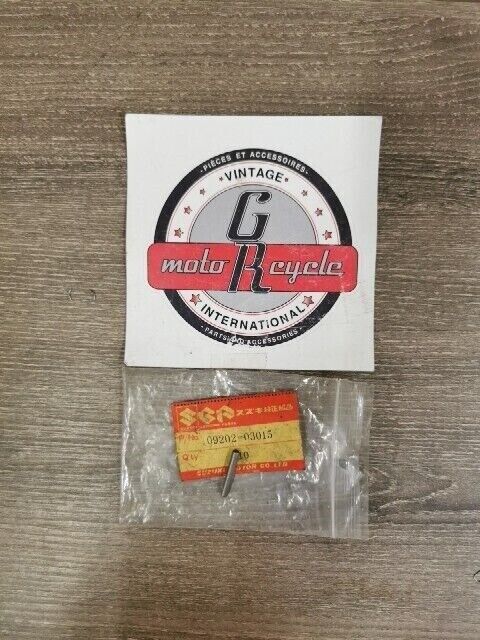 PIÈCES ET ACCESSOIRES
VINTAGE
GR
moto cycle
INTERNATIONAL
PARTS AND ACCESSORIES
SGP スズキ純正部品
P/No. 09202-03015
Q'ty 10
SUZUKI MOTOR CO.,LTD.